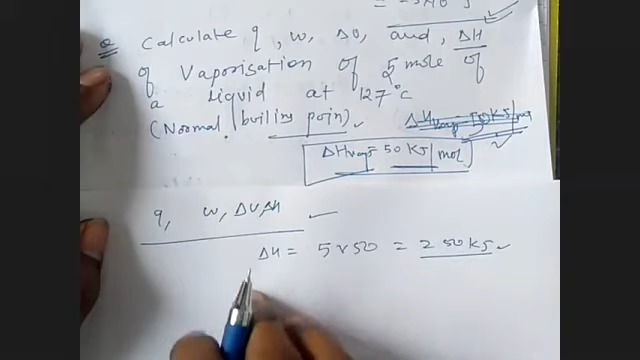 Q Calculate q, w, ΔU, and, ΔH
of Vaporisation of 5 mole of
a liquid at 127°C
(Normal boiling poin)
ΔHvap = 50 KJ/mol
q, w, ΔU, ΔH
ΔH = 5 x 50 = 250 KJ